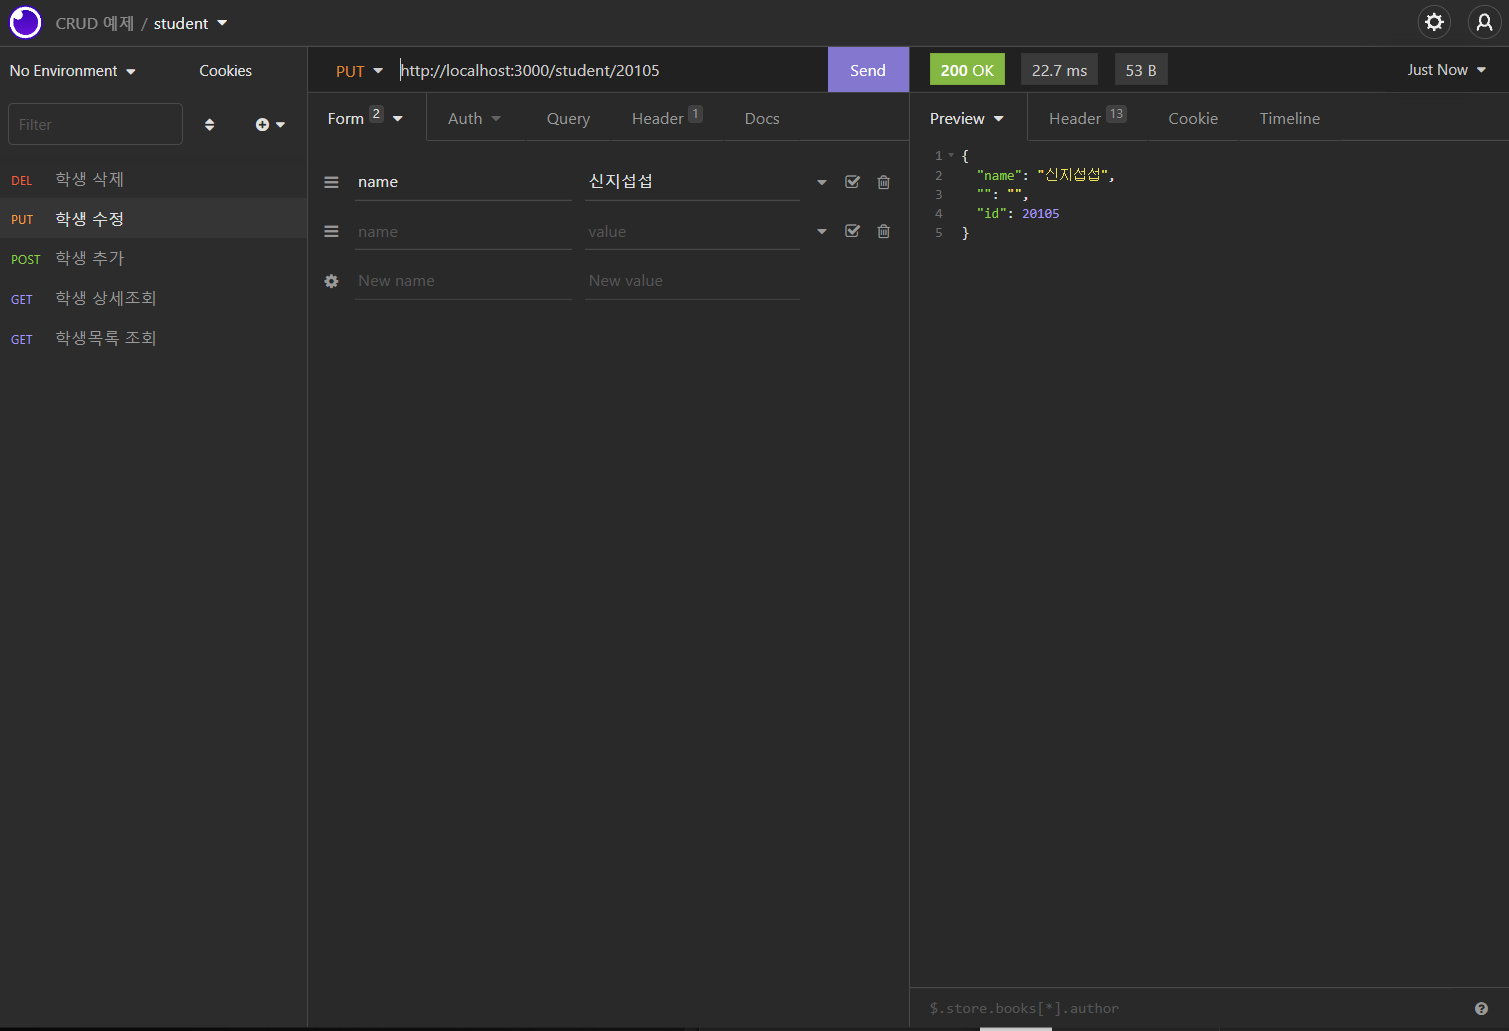 CRUD 예제 / student
No Environment
Cookies
Filter
DEL 학생 삭제
PUT 학생 수정
POST 학생 추가
GET 학생 상세조회
GET 학생목록 조회
PUT http://localhost:3000/student/20105 Send
Form 2 Auth Query Header 1 Docs
name 신지섭섭
name value
New name New value
200 OK 22.7 ms 53 B Just Now
Preview Header 13 Cookie Timeline
1 {
2 "name": "신지섭섭",
3 "": "",
4 "id": 20105
5 }
$.store.books[*].author